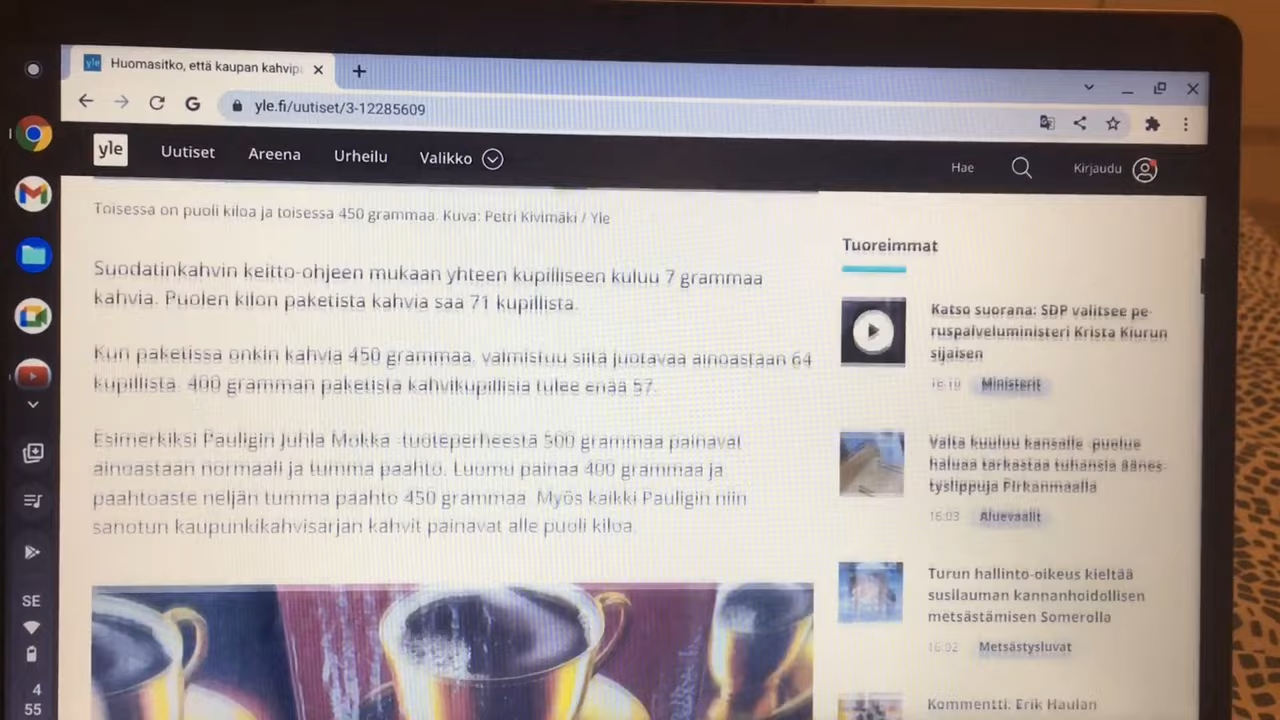 yle Huomasitko, että kaupan kahvip
yle.fi/uutiset/3-12285609
yle Uutiset Areena Urheilu Valikko Hae Kirjaudu
Toisessa on puoli kiloa ja toisessa 450 grammaa. Kuva: Petri Kivimäki / Yle
Suodatinkahvin keitto-ohjeen mukaan yhteen kupilliseen kuluu 7 grammaa
kahvia. Puolen kilon paketista kahvia saa 71 kupillista.
Kun paketissa onkin kahvia 450 grammaa, valmistuu siitä juotavaa ainoastaan 64
kupillista. 400 gramman paketista kahvikupillisia tulee enää 57.
Esimerkiksi Pauligin Juhla Mokka -tuoteperheestä 500 grammaa painavat
ainoastaan normaali ja tumma paahto. Luomu painaa 400 grammaa ja
paahtoaste neljän tumma paahto 450 grammaa. Myös kaikki Pauligin niin
sanotun kaupunkikahvisarjan kahvit painavat alle puoli kiloa.
Tuoreimmat
Katso suorana: SDP valitsee pe-
ruspalveluministeri Krista Kiurun
sijaisen
Ministerit
Valta kuuluu kansalle -puolue
haluaa tarkastaa tuhansia äänes-
tyslippuja Pirkanmaalla
16:03 Aluevaalit
Turun hallinto-oikeus kieltää
susilauman kannanhoidollisen
metsästämisen Somerolla
16:02 Metsästysluvat
Kommentti: Erik Haulan
SE
4
55